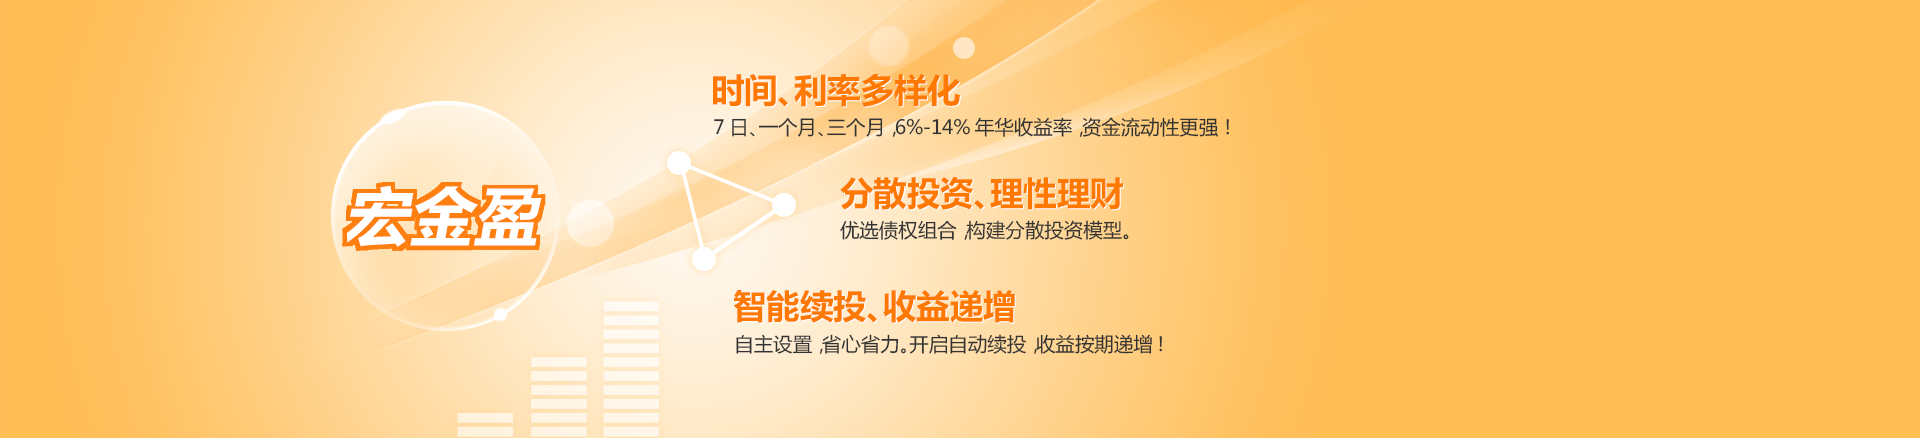 宏金盈
时间、利率多样化
7日、一个月、三个月,6%-14%年华收益率,资金流动性更强！
分散投资、理性理财
优选债权组合,构建分散投资模型。
智能续投、收益递增
自主设置,省心省力。开启自动续投,收益按期递增！